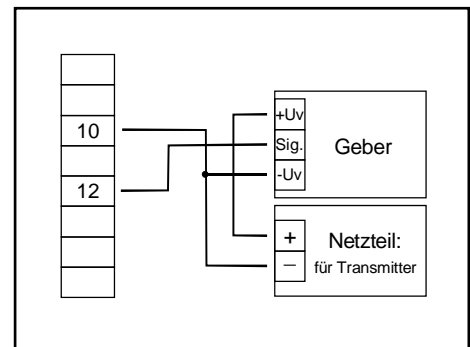 10
12
+Uv
Sig.
-Uv
Geber
+
–
Netzteil:
für Transmitter